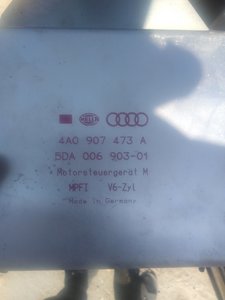 HELLA
4A0 907 473 A
5DA 006 903-01
Motorsteuergerät M
MPFI V6-Zyl
Made in Germany